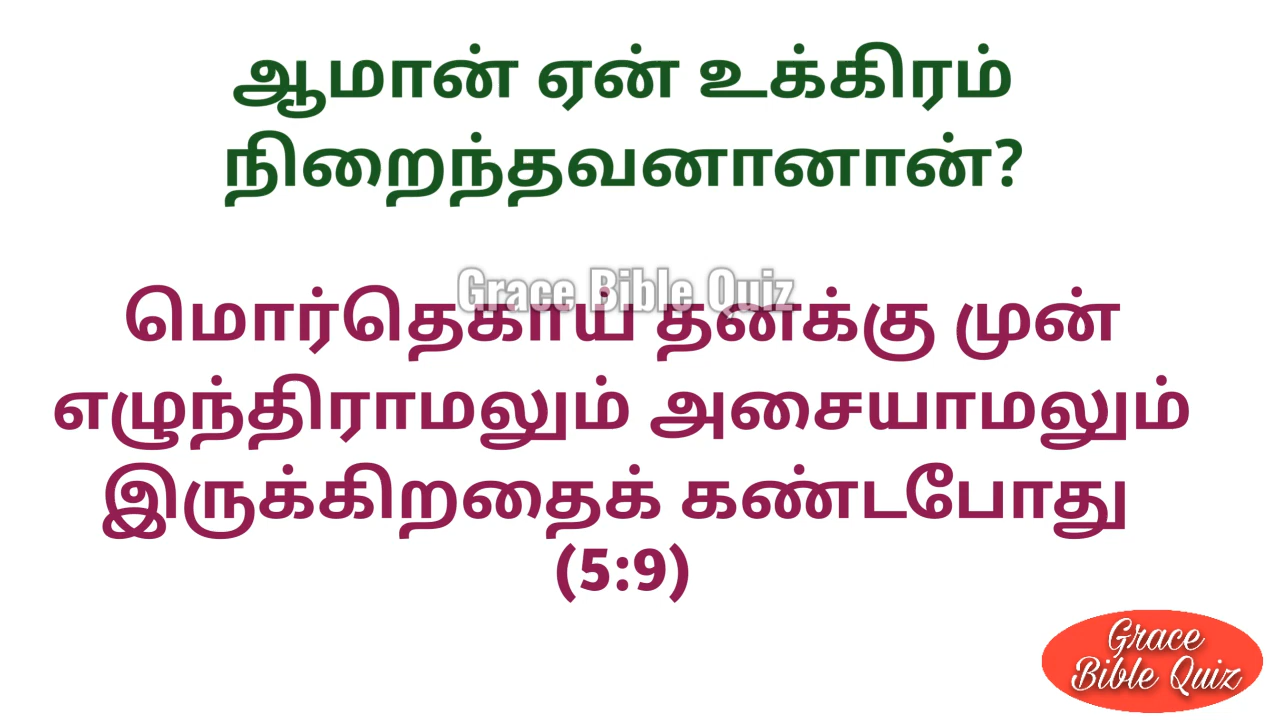 ஆமான் ஏன் உக்கிரம்
நிறைந்தவனானான்?
Grace Bible Quiz
மொர்தெகாய் தனக்கு முன்
எழுந்திராமலும் அசையாமலும்
இருக்கிறதைக் கண்டபோது
(5:9)
Grace
Bible Quiz